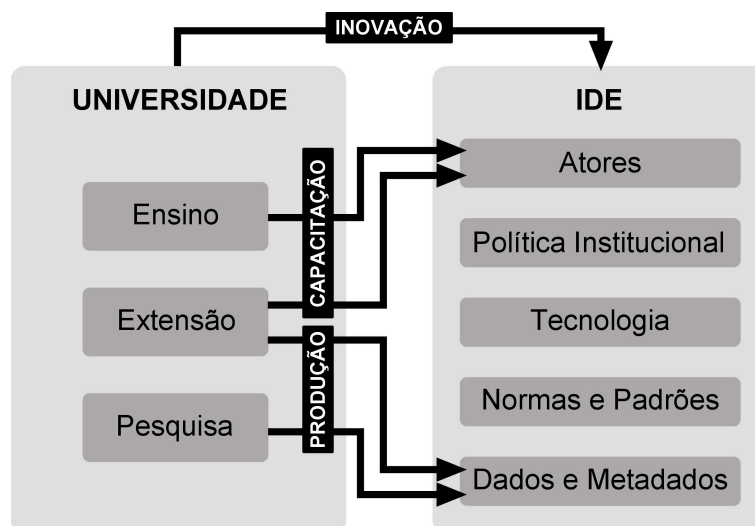 INOVAÇÃO
UNIVERSIDADE
Ensino
Extensão
Pesquisa
CAPACITAÇÃO
PRODUÇÃO
IDE
Atores
Política Institucional
Tecnologia
Normas e Padrões
Dados e Metadados